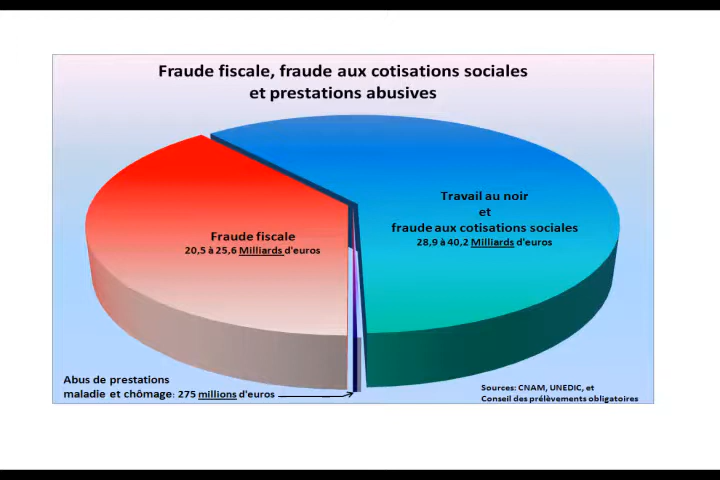 Fraude fiscale, fraude aux cotisations sociales
et prestations abusives
Travail au noir
et
fraude aux cotisations sociales
28,9 à 40,2 Milliards d'euros
Fraude fiscale
20,5 à 25,6 Milliards d'euros
Abus de prestations
maladie et chômage: 275 millions d'euros
Sources: CNAM, UNEDIC, et
Conseil des prélèvements obligatoires